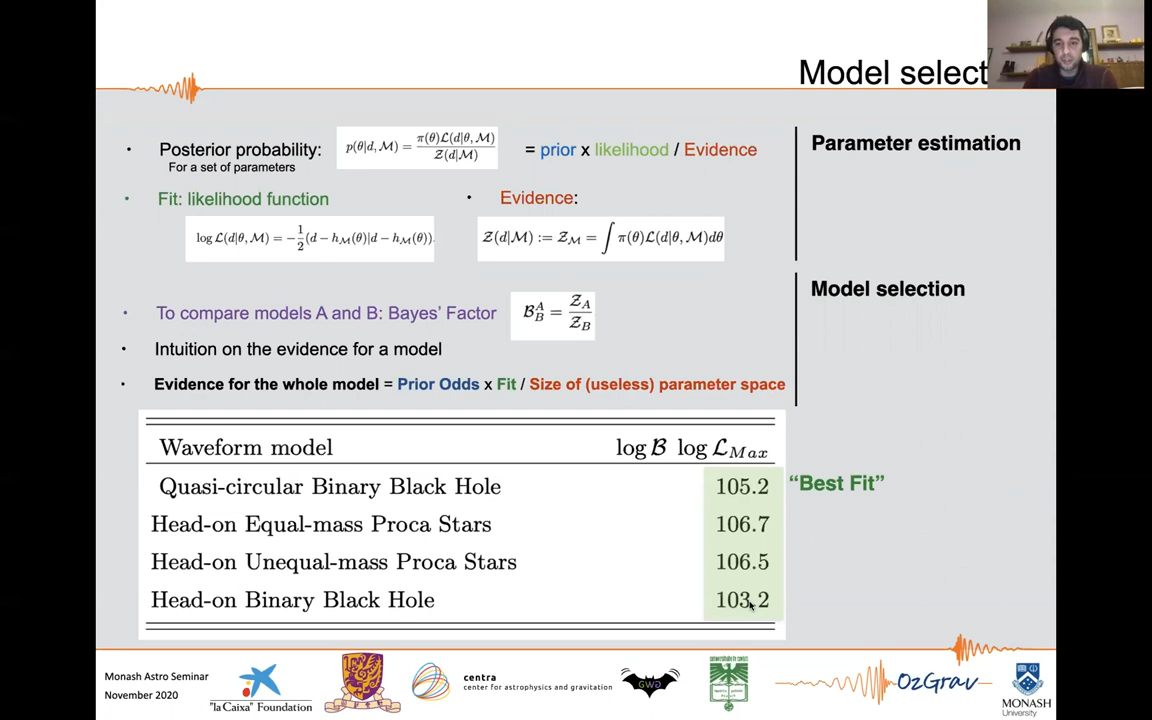 Model select
Posterior probability:
For a set of parameters
p(θ|d, M) = π(θ)L(d|θ, M) / Z(d|M)
= prior x likelihood / Evidence
Parameter estimation
Fit: likelihood function
Evidence:
log L(d|θ, M) = −1/2 (d − h_M(θ)|d − h_M(θ)).
Z(d|M) := Z_M = ∫ π(θ)L(d|θ, M)dθ
Model selection
To compare models A and B: Bayes’ Factor
B^A_B = Z_A / Z_B
Intuition on the evidence for a model
Evidence for the whole model = Prior Odds x Fit / Size of (useless) parameter space
Waveform model log B log L_Max
Quasi-circular Binary Black Hole 105.2
“Best Fit”
Head-on Equal-mass Proca Stars 106.7
Head-on Unequal-mass Proca Stars 106.5
Head-on Binary Black Hole 103.2
Monash Astro Seminar
November 2020
"la Caixa" Foundation
centra
center for astrophysics and gravitation
GWG
OzGrav
MONASH
University